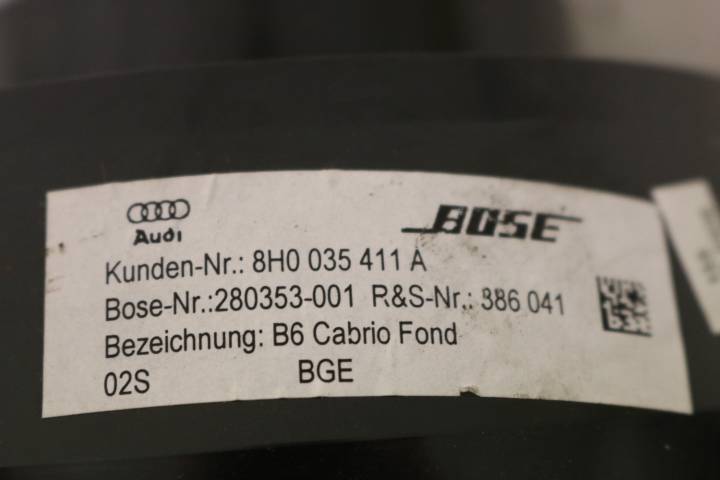 Audi
BOSE
Kunden-Nr.: 8H0 035 411 A
Bose-Nr.:280353-001 R&S-Nr.: 886 041
Bezeichnung: B6 Cabrio Fond
02S BGE